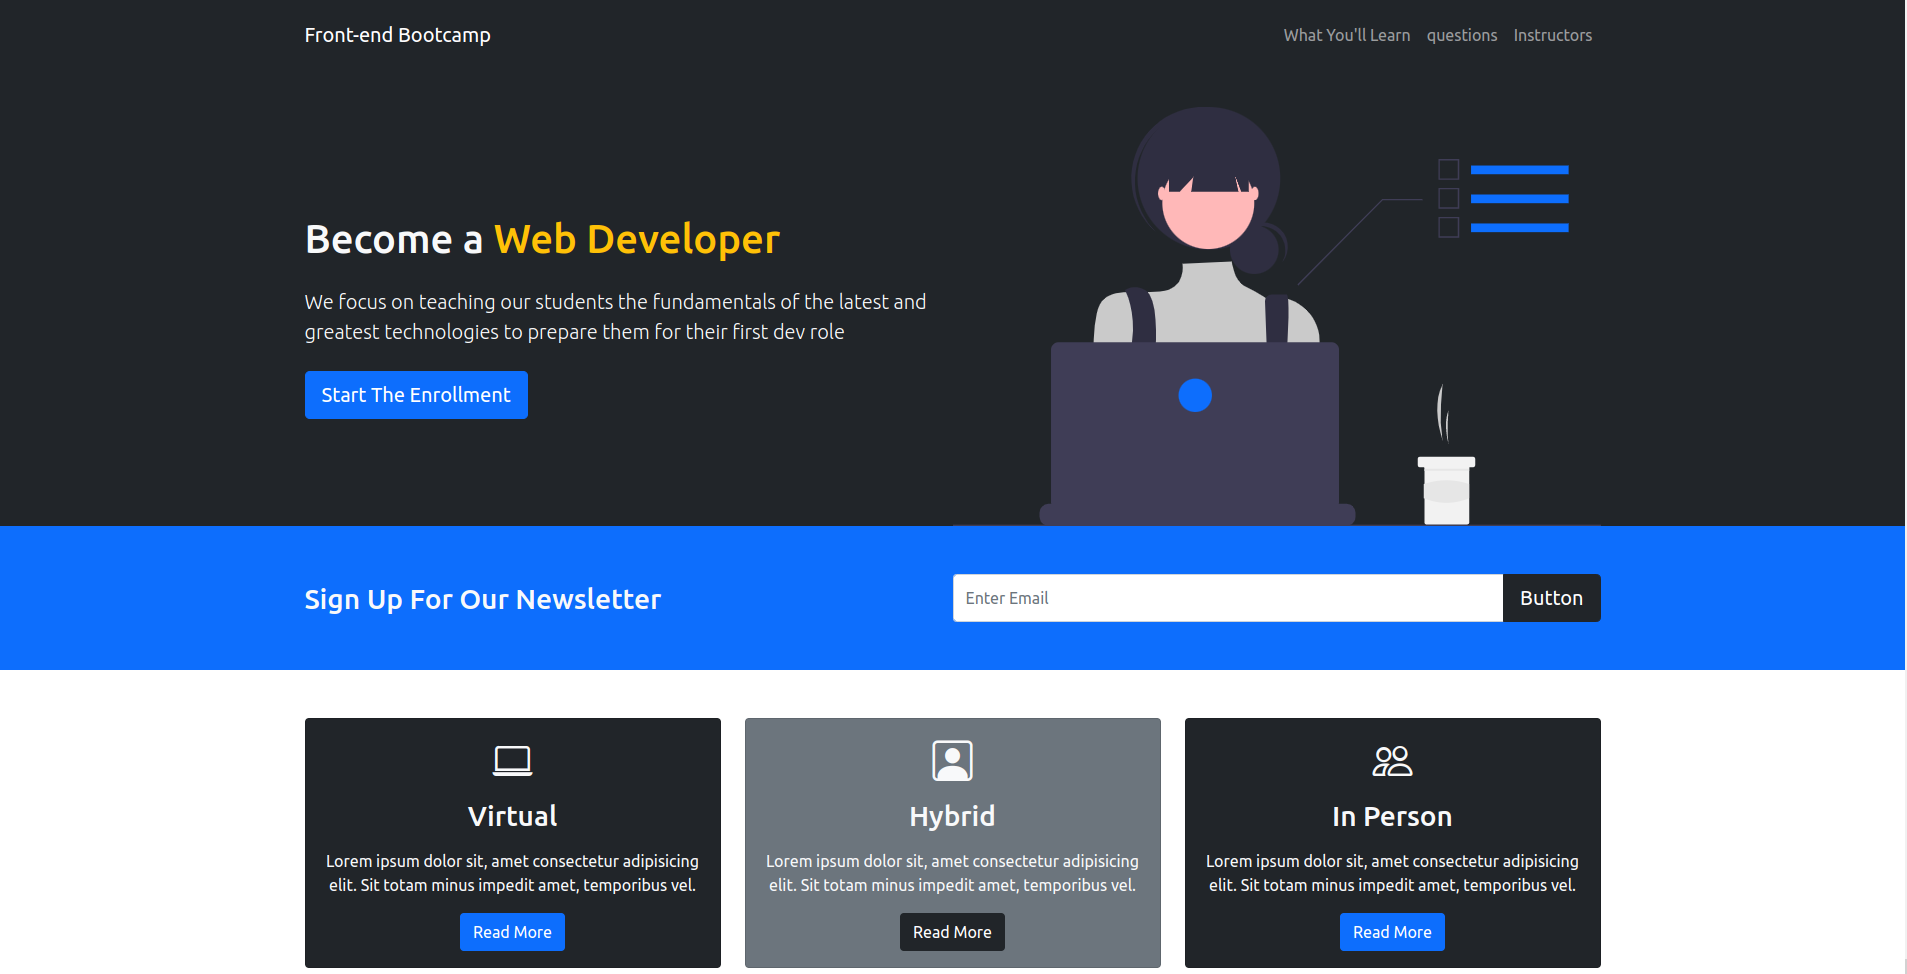 Front-end Bootcamp
What You'll Learn questions Instructors
Become a Web Developer
We focus on teaching our students the fundamentals of the latest and
greatest technologies to prepare them for their first dev role
Start The Enrollment
Sign Up For Our Newsletter
Enter Email
Button
Virtual
Lorem ipsum dolor sit, amet consectetur adipisicing
elit. Sit totam minus impedit amet, temporibus vel.
Read More
Hybrid
Lorem ipsum dolor sit, amet consectetur adipisicing
elit. Sit totam minus impedit amet, temporibus vel.
Read More
In Person
Lorem ipsum dolor sit, amet consectetur adipisicing
elit. Sit totam minus impedit amet, temporibus vel.
Read More